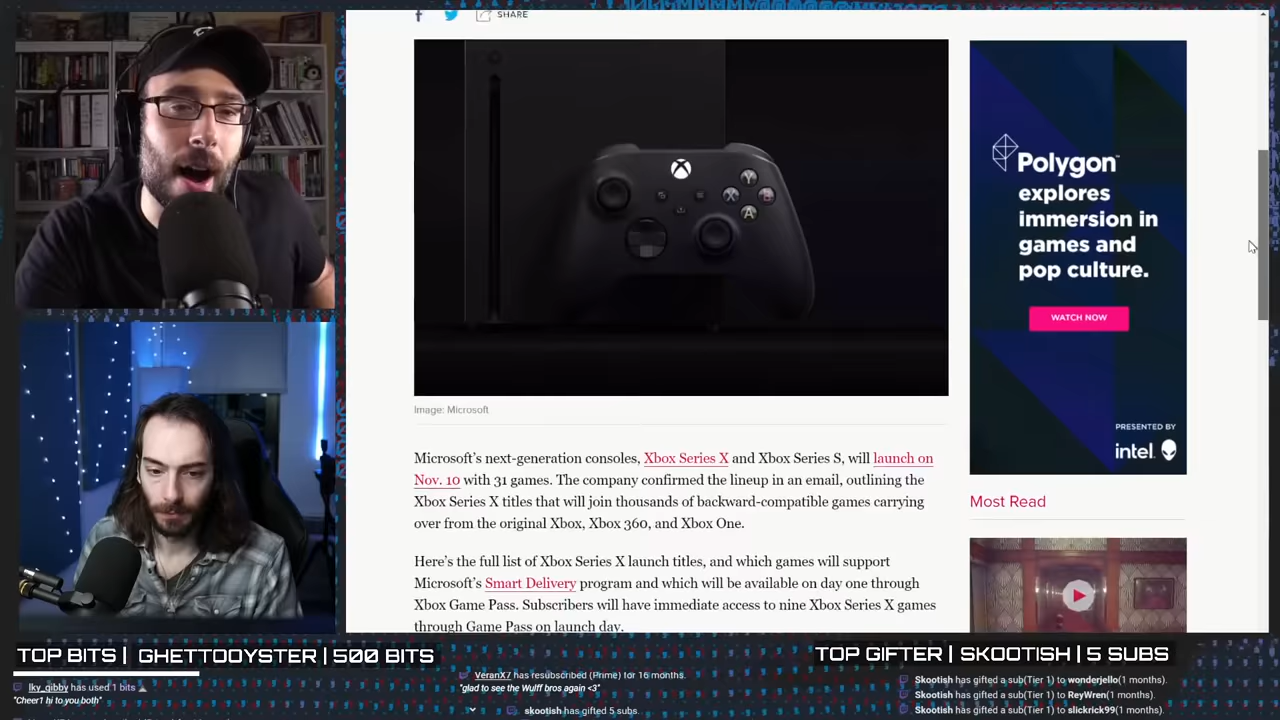 SHARE
Polygon
explores
immersion in
games and
pop culture.
WATCH NOW
PRESENTED BY
intel
Y
X
B
A
Image: Microsoft
Microsoft's next-generation consoles, Xbox Series X and Xbox Series S, will launch on
Nov. 10 with 31 games. The company confirmed the lineup in an email, outlining the
Xbox Series X titles that will join thousands of backward-compatible games carrying
over from the original Xbox, Xbox 360, and Xbox One.
Here's the full list of Xbox Series X launch titles, and which games will support
Microsoft's Smart Delivery program and which will be available on day one through
Xbox Game Pass. Subscribers will have immediate access to nine Xbox Series X games
through Game Pass on launch day.
Most Read
TOP BITS | GHETTOOYSTER | 500 BITS
lky_gibby has used 1 bits
"Cheer1 hi to you both"
VeranX7 has resubscribed (Prime) for 16 months.
"glad to see the Wulff bros again <3"
skootish has gifted 5 subs.
TOP GIFTER | SKOOTISH | 5 SUBS
Skootish has gifted a sub(Tier 1) to wonderjello(1 months).
Skootish has gifted a sub(Tier 1) to ReyWren(1 months).
Skootish has gifted a sub(Tier 1) to slickrick99(1 months).